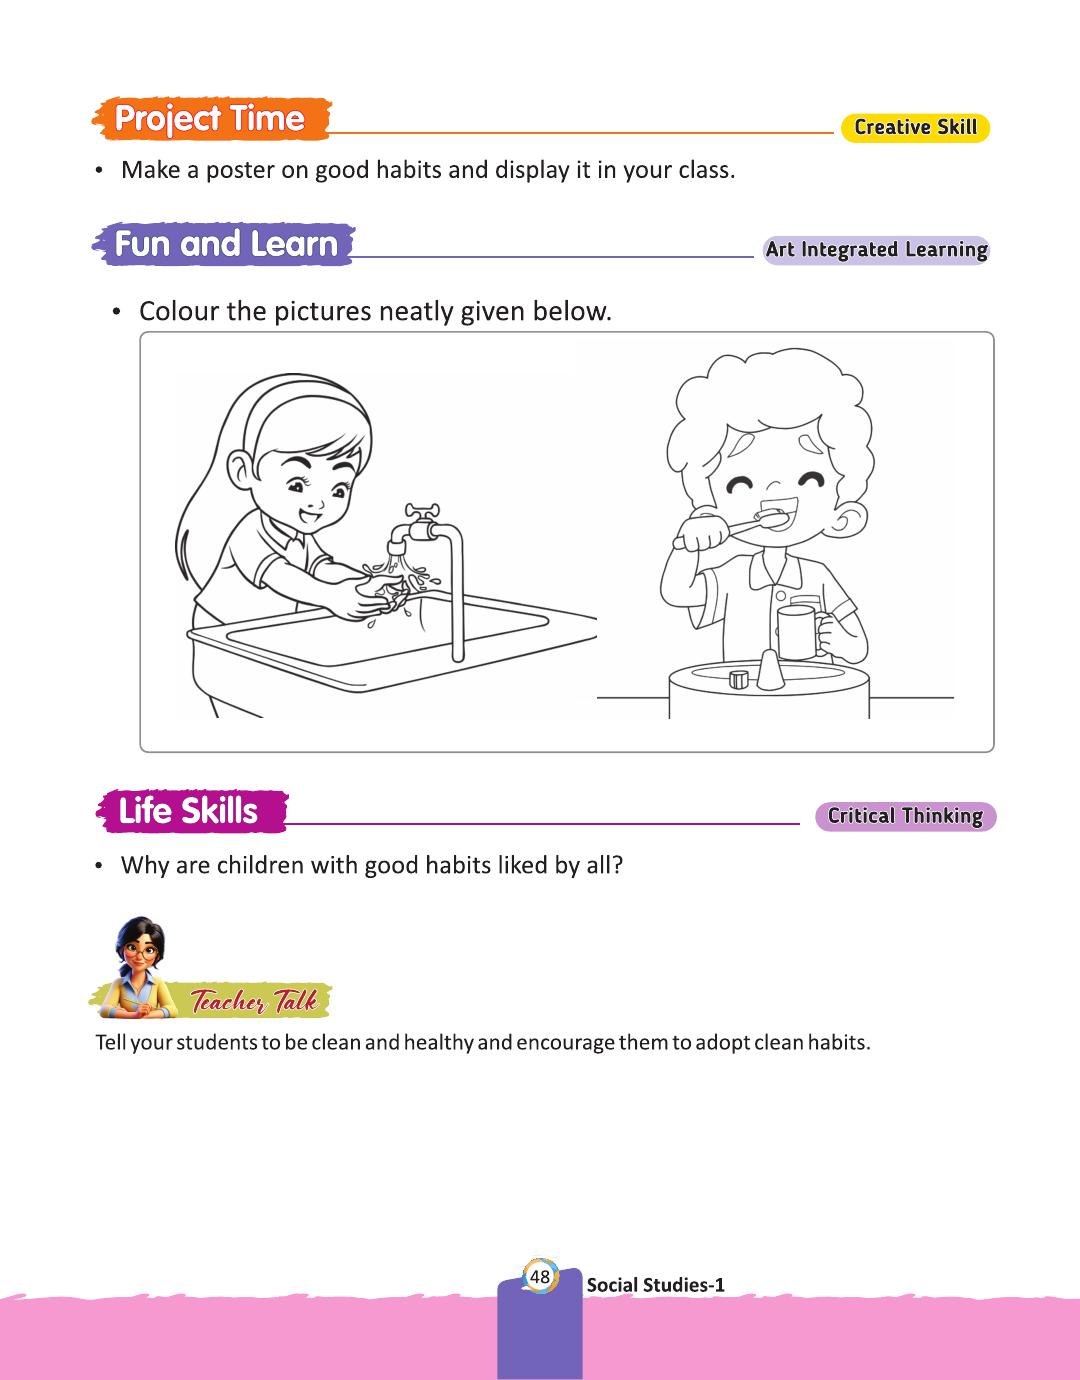 Project Time
Creative Skill
• Make a poster on good habits and display it in your class.
Fun and Learn
Art Integrated Learning
• Colour the pictures neatly given below.
Life Skills
Critical Thinking
• Why are children with good habits liked by all?
Teacher Talk
Tell your students to be clean and healthy and encourage them to adopt clean habits.
48
Social Studies-1